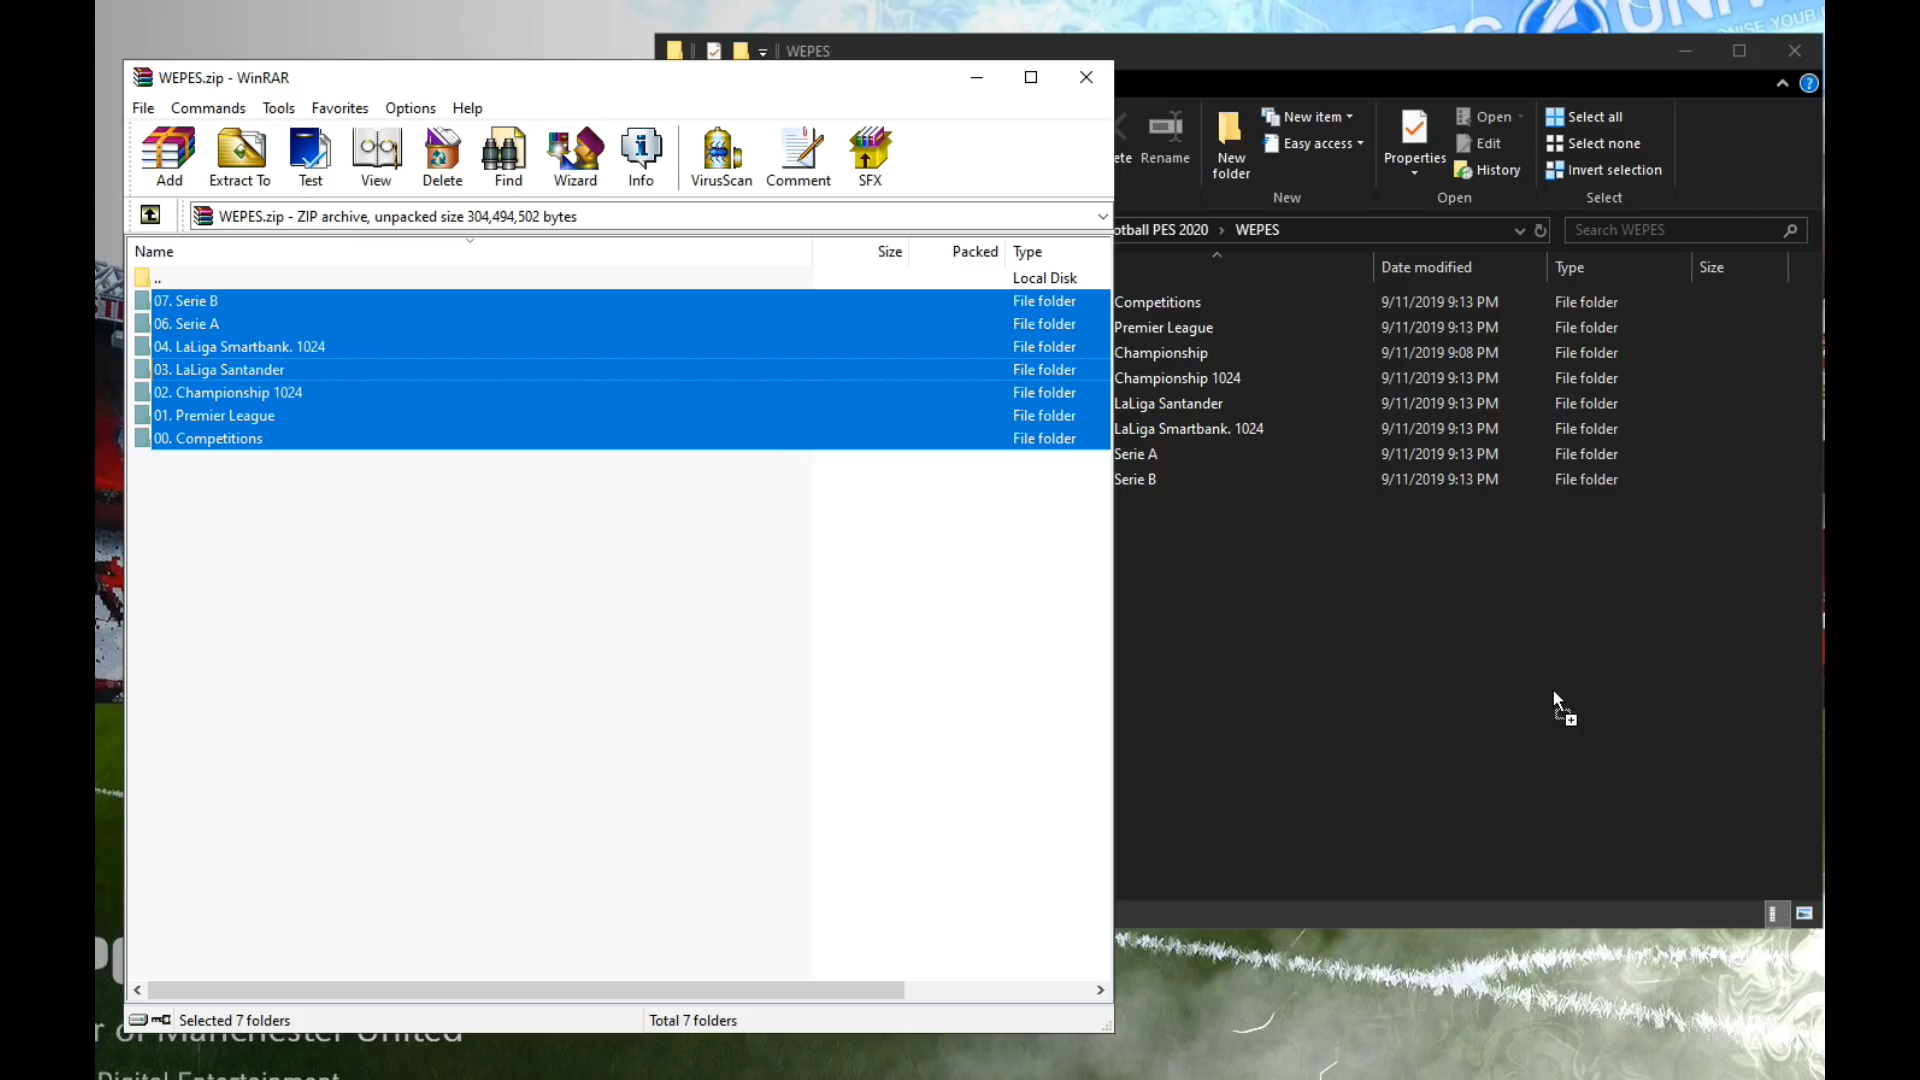 WEPES
WEPES.zip - WinRAR
File Commands Tools Favorites Options Help
Add Extract To Test View Delete Find Wizard Info VirusScan Comment SFX
WEPES.zip - ZIP archive, unpacked size 304,494,502 bytes
Name Size Packed Type
.. Local Disk
07. Serie B File folder
06. Serie A File folder
04. LaLiga Smartbank. 1024 File folder
03. LaLiga Santander File folder
02. Championship 1024 File folder
01. Premier League File folder
00. Competitions File folder
Selected 7 folders Total 7 folders
ete Rename
New folder
New item
Easy access
New
Properties
Open
Edit
History
Open
Select all
Select none
Invert selection
Select
otball PES 2020 › WEPES
Search WEPES
Date modified Type Size
Competitions 9/11/2019 9:13 PM File folder
Premier League 9/11/2019 9:13 PM File folder
Championship 9/11/2019 9:08 PM File folder
Championship 1024 9/11/2019 9:13 PM File folder
LaLiga Santander 9/11/2019 9:13 PM File folder
LaLiga Smartbank. 1024 9/11/2019 9:13 PM File folder
Serie A 9/11/2019 9:13 PM File folder
Serie B 9/11/2019 9:13 PM File folder
r of Manchester United
Digital Entertainment